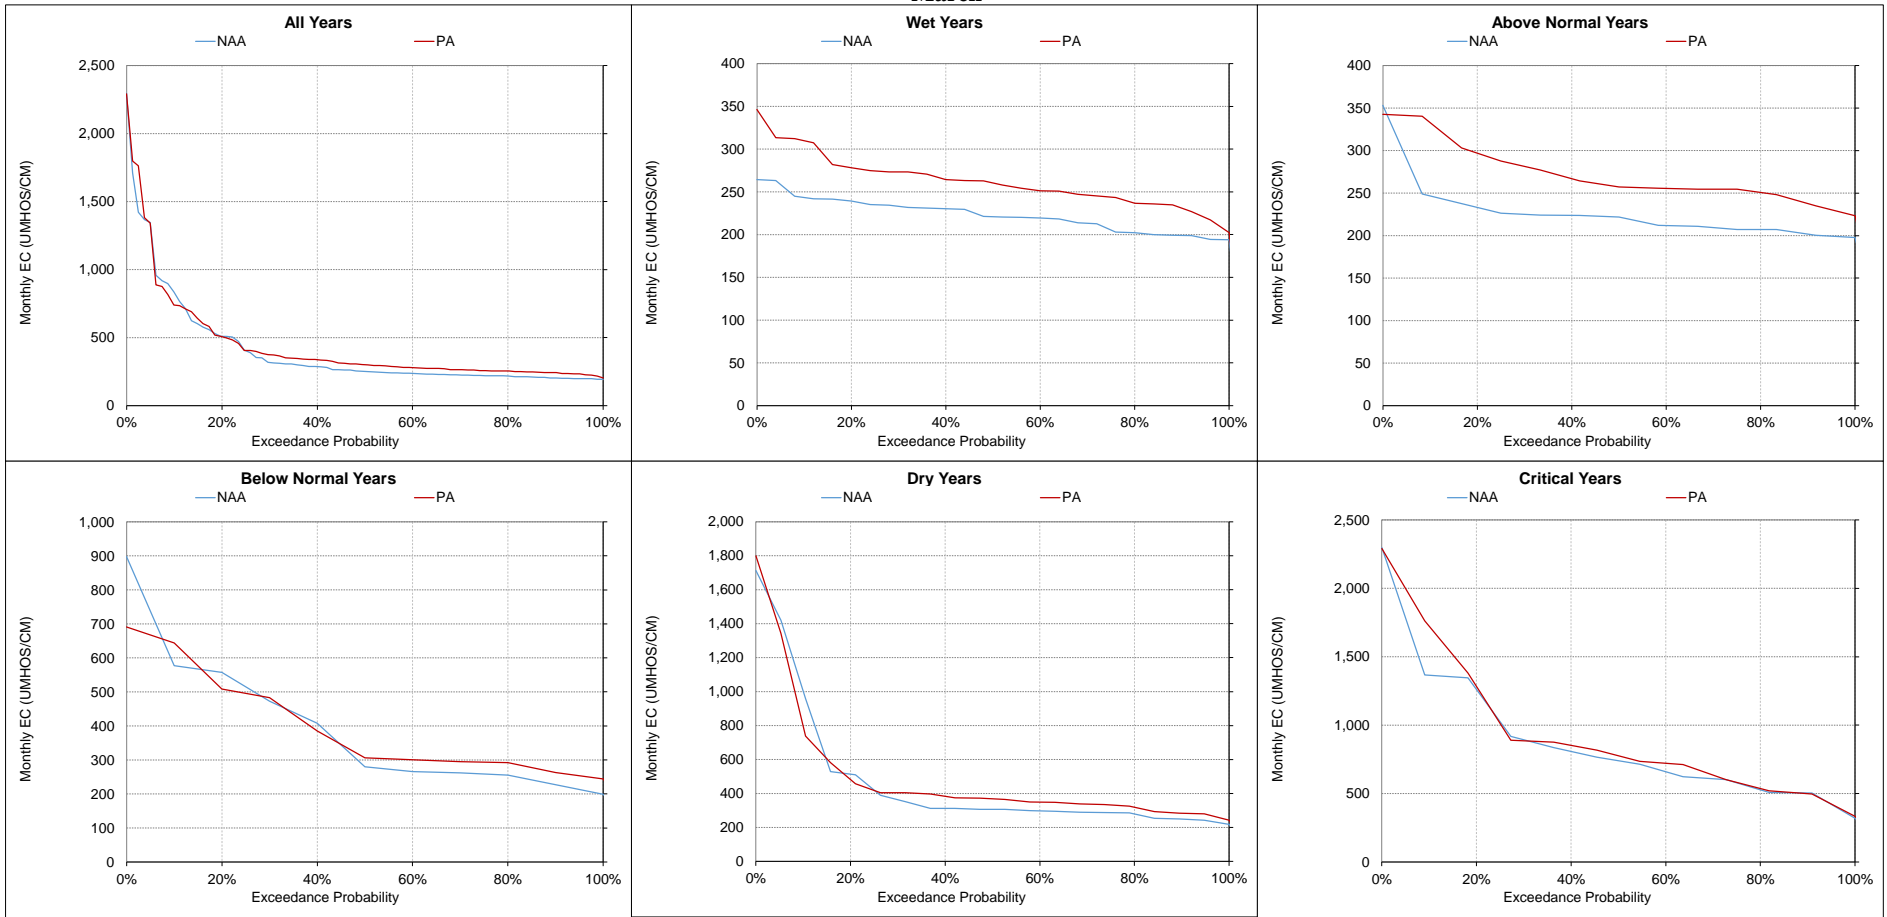 All Years
NAA PA
2,500
2,000
1,500
1,000
500
0
Monthly EC (UMHOS/CM)
0% 20% 40% 60% 80% 100%
Exceedance Probability
Wet Years
NAA PA
400
350
300
250
200
150
100
50
0
Monthly EC (UMHOS/CM)
0% 20% 40% 60% 80% 100%
Exceedance Probability
Above Normal Years
NAA PA
400
350
300
250
200
150
100
50
0
Monthly EC (UMHOS/CM)
0% 20% 40% 60% 80% 100%
Exceedance Probability
Below Normal Years
NAA PA
1,000
900
800
700
600
500
400
300
200
100
0
Monthly EC (UMHOS/CM)
0% 20% 40% 60% 80% 100%
Exceedance Probability
Dry Years
NAA PA
2,000
1,800
1,600
1,400
1,200
1,000
800
600
400
200
0
Monthly EC (UMHOS/CM)
0% 20% 40% 60% 80% 100%
Exceedance Probability
Critical Years
NAA PA
2,500
2,000
1,500
1,000
500
0
Monthly EC (UMHOS/CM)
0% 20% 40% 60% 80% 100%
Exceedance Probability